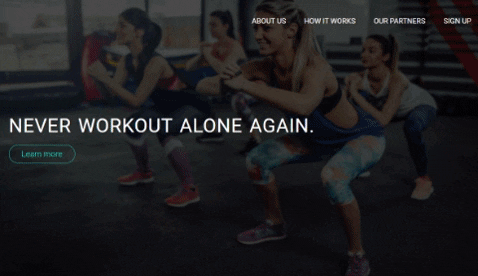 ABOUT US HOW IT WORKS OUR PARTNERS SIGN UP
NEVER WORKOUT ALONE AGAIN.
Learn more